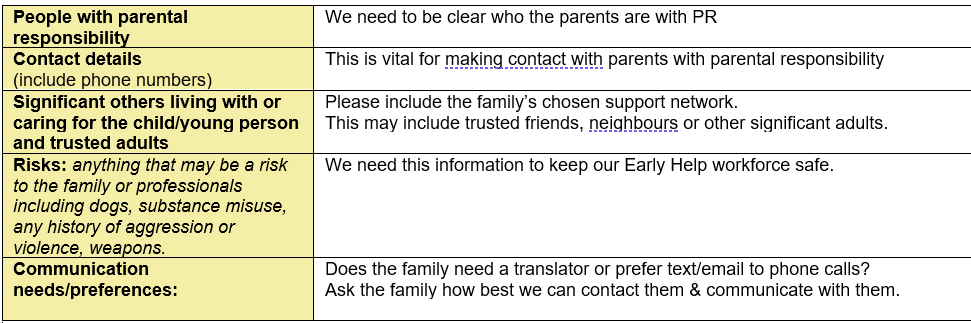 People with parental
responsibility
We need to be clear who the parents are with PR
Contact details
(include phone numbers)
This is vital for making contact with parents with parental responsibility
Significant others living with or
caring for the child/young person
and trusted adults
Please include the family’s chosen support network.
This may include trusted friends, neighbours or other significant adults.
Risks: anything that may be a risk
to the family or professionals
including dogs, substance misuse,
any history of aggression or
violence, weapons.
We need this information to keep our Early Help workforce safe.
Communication
needs/preferences:
Does the family need a translator or prefer text/email to phone calls?
Ask the family how best we can contact them & communicate with them.